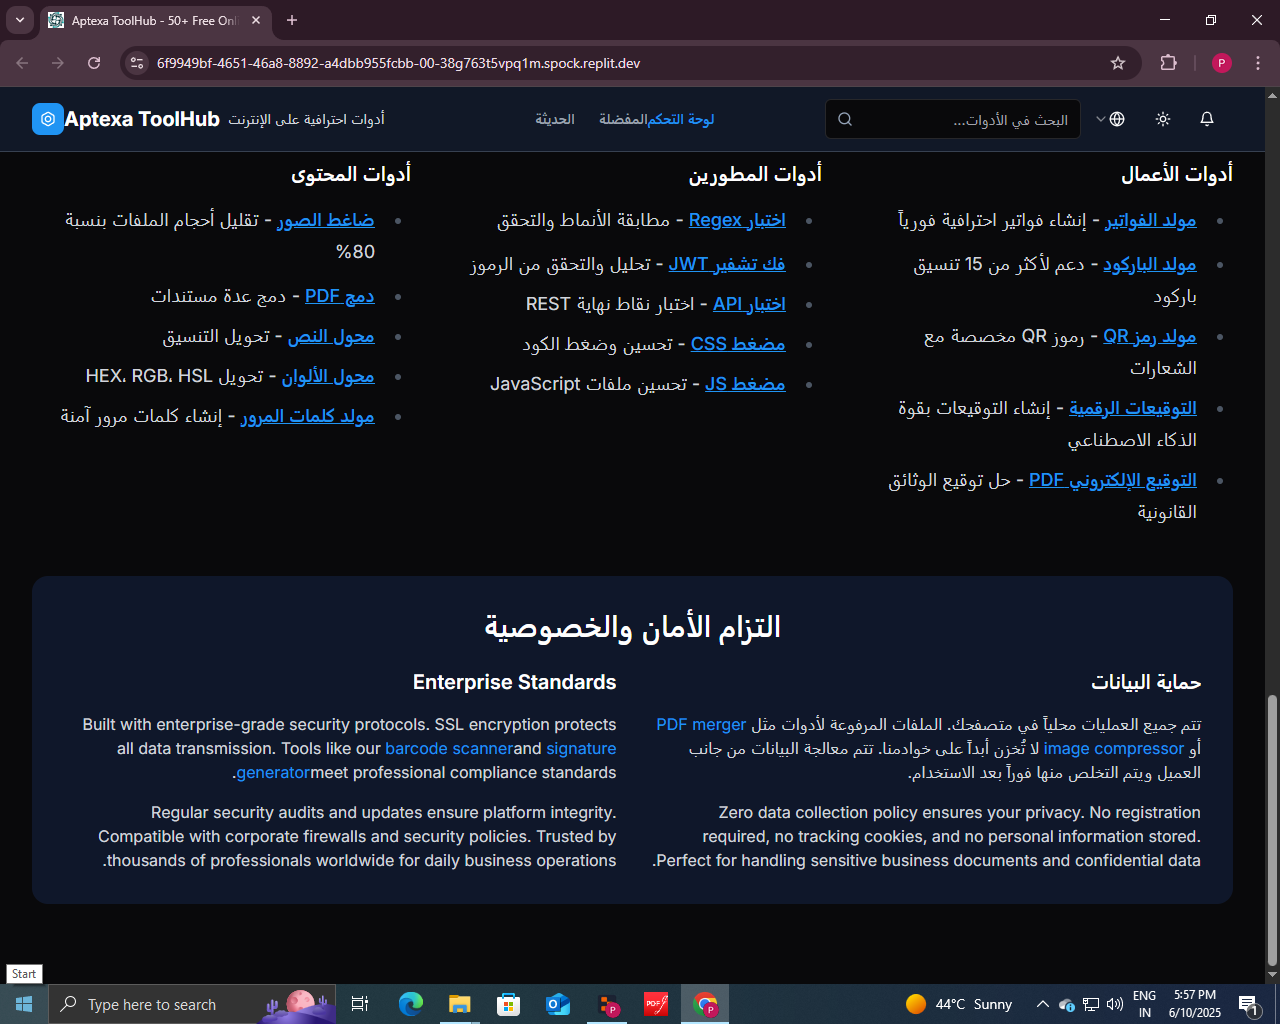 Aptexa ToolHub - 50+ Free Onl
6f9949bf-4651-46a8-8892-a4dbb955fcbb-00-38g763t5vpq1m.spock.replit.dev
P
Aptexa ToolHub
أدوات احترافية على الإنترنت
الحديثة
المفضلة
لوحة التحكم
البحث في الأدوات...
أدوات الأعمال
مولد الفواتير - إنشاء فواتير احترافية فورياً
مولد الباركود - دعم لأكثر من 15 تنسيق
باركود
مولد رمز QR - رموز QR مخصصة مع
الشعارات
التوقيعات الرقمية - إنشاء التوقيعات بقوة
الذكاء الاصطناعي
التوقيع الإلكتروني PDF - حل توقيع الوثائق
القانونية
أدوات المطورين
اختبار Regex - مطابقة الأنماط والتحقق
فك تشفير JWT - تحليل والتحقق من الرموز
اختبار API - اختبار نقاط نهاية REST
مضغط CSS - تحسين وضغط الكود
مضغط JS - تحسين ملفات JavaScript
أدوات المحتوى
ضاغط الصور - تقليل أحجام الملفات بنسبة
80%
دمج PDF - دمج عدة مستندات
محول النص - تحويل التنسيق
محول الألوان - تحويل HEX، RGB، HSL
مولد كلمات المرور - إنشاء كلمات مرور آمنة
التزام الأمان والخصوصية
حماية البيانات
تتم جميع العمليات محلياً في متصفحك. الملفات المرفوعة لأدوات مثل PDF merger
أو image compressor لا تُخزن أبداً على خوادمنا. تتم معالجة البيانات من جانب
العميل ويتم التخلص منها فوراً بعد الاستخدام.
Zero data collection policy ensures your privacy. No registration
required, no tracking cookies, and no personal information stored.
.Perfect for handling sensitive business documents and confidential data
Enterprise Standards
Built with enterprise-grade security protocols. SSL encryption protects
all data transmission. Tools like our barcode scannerand signature
.generatormeet professional compliance standards
Regular security audits and updates ensure platform integrity.
Compatible with corporate firewalls and security policies. Trusted by
.thousands of professionals worldwide for daily business operations
Start
Type here to search
PDF
P
P
44°C Sunny
ENG
IN
5:57 PM
6/10/2025
1